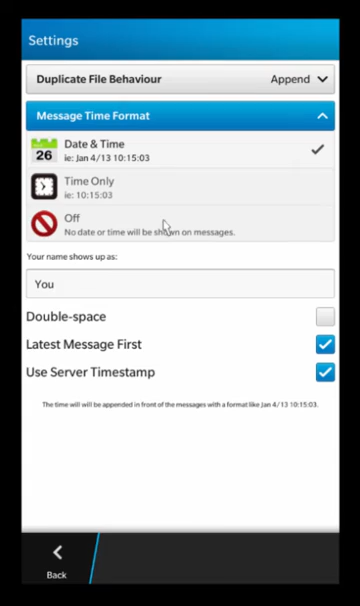 Settings
Duplicate File Behaviour Append
Message Time Format
26
Date & Time
ie: Jan 4/13 10:15:03
Time Only
ie: 10:15:03
Off
No date or time will be shown on messages.
Your name shows up as:
You
Double-space
Latest Message First
Use Server Timestamp
The time will will be appended in front of the messages with a format like Jan 4/13 10:15:03.
Back